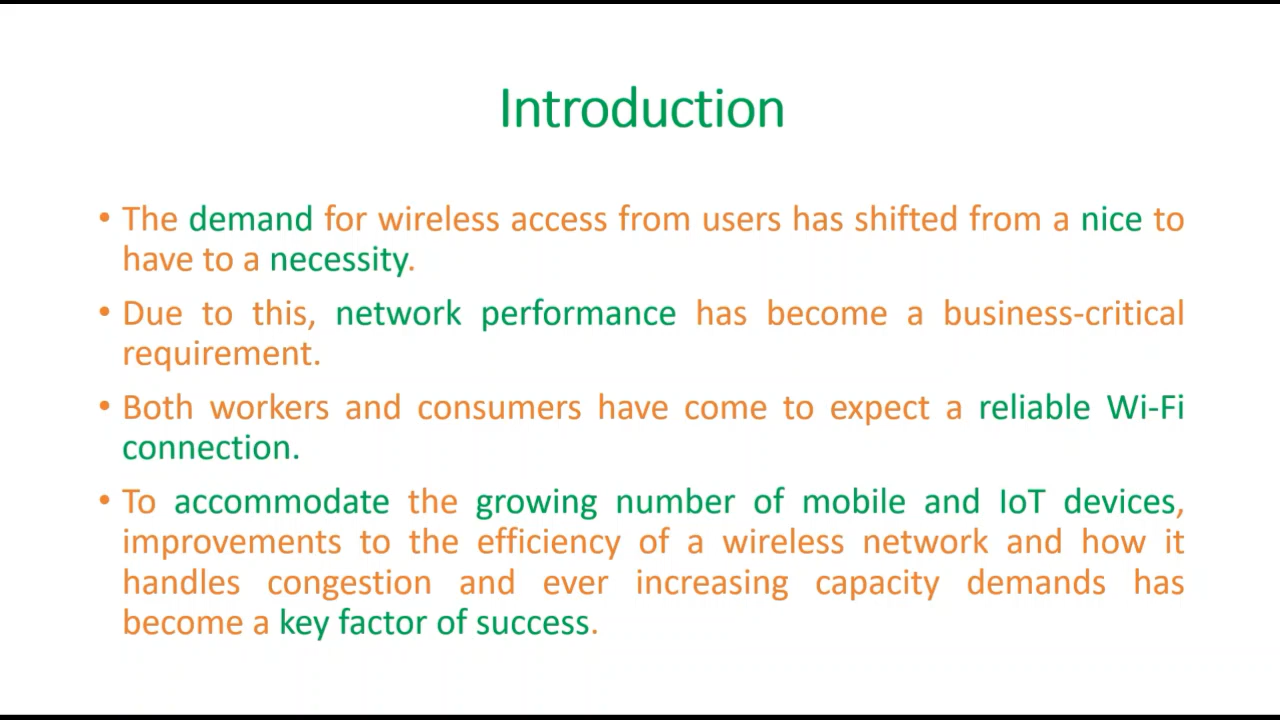 Introduction
• The demand for wireless access from users has shifted from a nice to
have to a necessity.
• Due to this, network performance has become a business-critical
requirement.
• Both workers and consumers have come to expect a reliable Wi-Fi
connection.
• To accommodate the growing number of mobile and IoT devices,
improvements to the efficiency of a wireless network and how it
handles congestion and ever increasing capacity demands has
become a key factor of success.